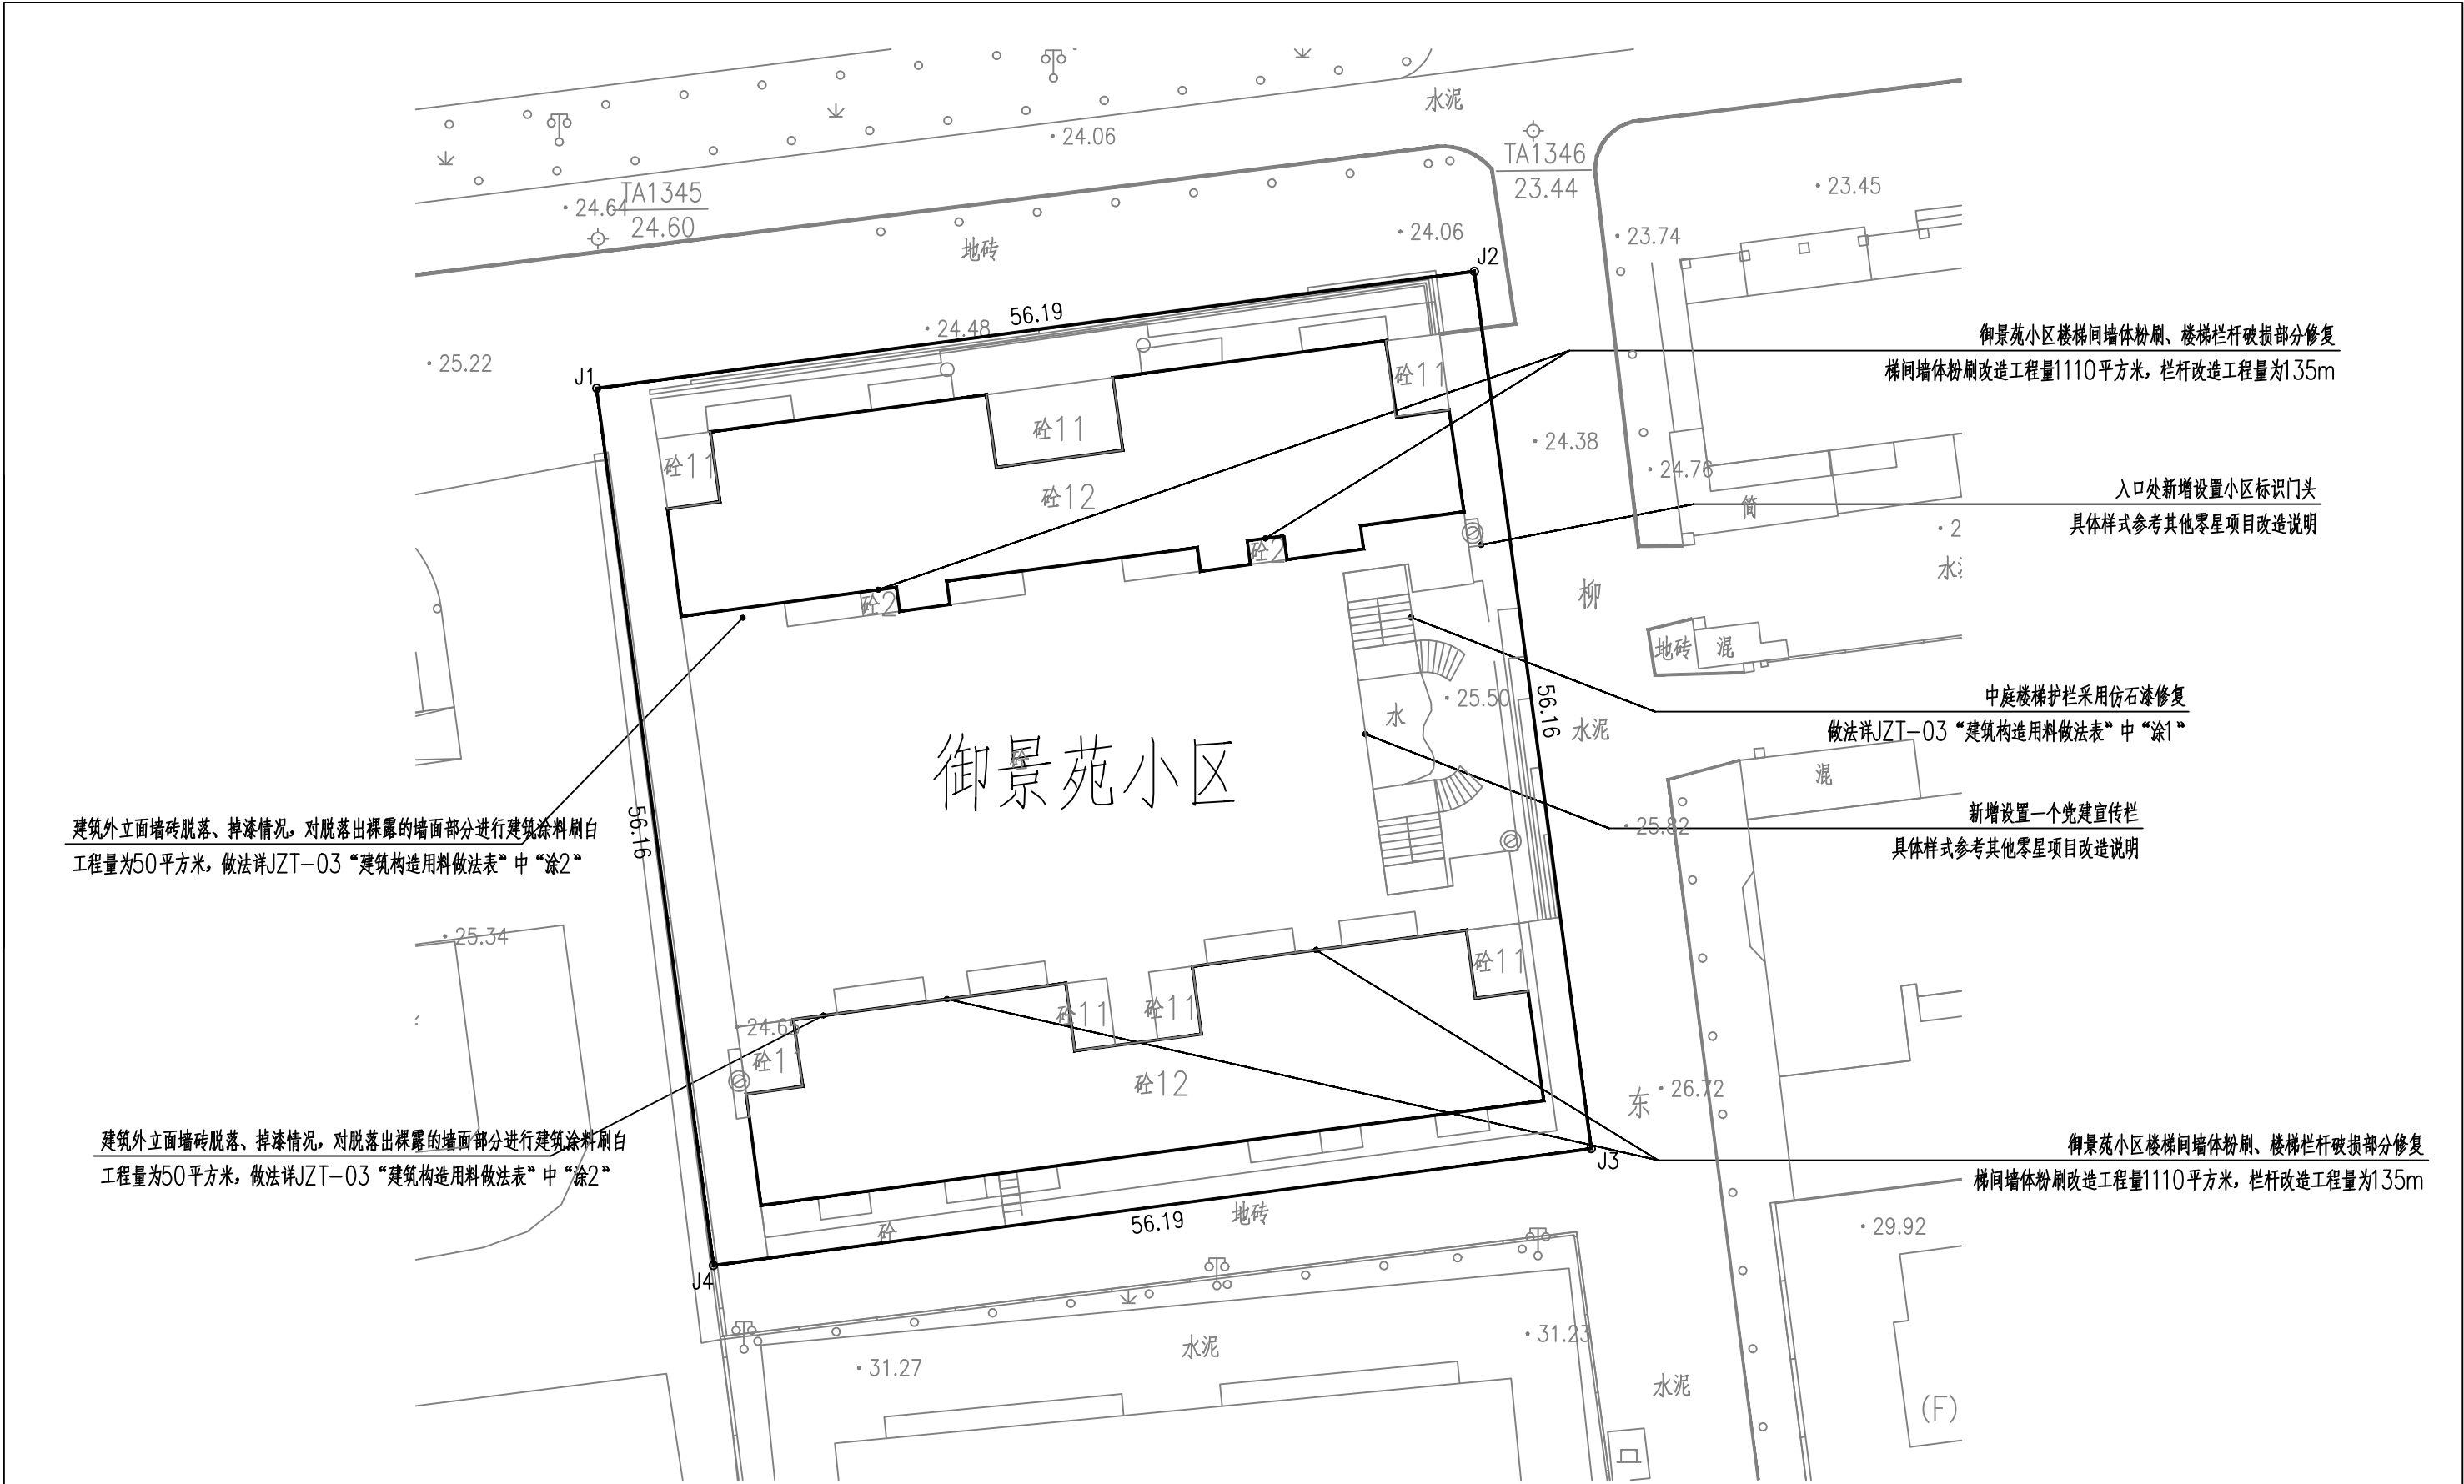 水泥
24.06
TA1346
23.44
23.45
TA1345
24.64
24.60
地砖
24.06
23.74
J2
56.19
24.48
25.22
J1
御景苑小区楼梯间墙体粉刷、楼梯栏杆破损部分修复
梯间墙体粉刷改造工程量1110平方米，栏杆改造工程量为135m
砼11
砼11
砼11
24.38
24.76
砼12
简
入口处新增设置小区标识门头
具体样式参考其他零星项目改造说明
砼2
砼2
柳
地砖
混
25.50
水
56.16
水泥
中庭楼梯护栏采用仿石漆修复
做法详JZT-03“建筑构造用料做法表”中“涂1”
御景苑小区
砼
混
新增设置一个党建宣传栏
具体样式参考其他零星项目改造说明
25.82
56.16
建筑外立面墙砖脱落、掉漆情况，对脱落出裸露的墙面部分进行建筑涂料刷白
工程量为50平方米，做法详JZT-03“建筑构造用料做法表”中“涂2”
25.34
砼11
砼11
砼11
砼12
东
26.72
建筑外立面墙砖脱落、掉漆情况，对脱落出裸露的墙面部分进行建筑涂料刷白
工程量为50平方米，做法详JZT-03“建筑构造用料做法表”中“涂2”
御景苑小区楼梯间墙体粉刷、楼梯栏杆破损部分修复
梯间墙体粉刷改造工程量1110平方米，栏杆改造工程量为135m
J3
56.19
地砖
砼
29.92
J4
水泥
31.23
31.27
水泥
(F)